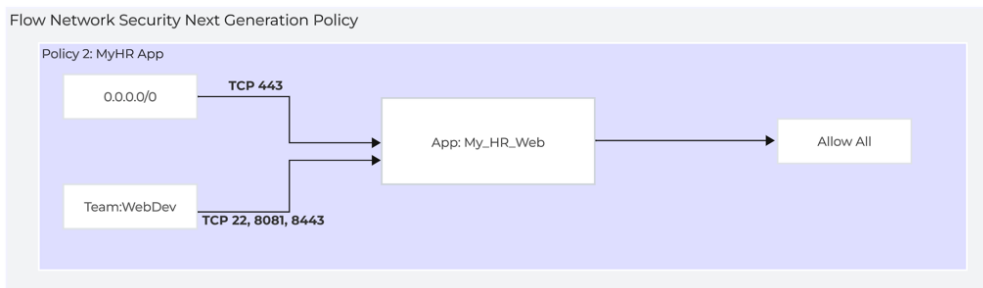 Flow Network Security Next Generation Policy
Policy 2: MyHR App
TCP 443
0.0.0.0/0
App: My_HR_Web
Allow All
Team:WebDev
TCP 22, 8081, 8443